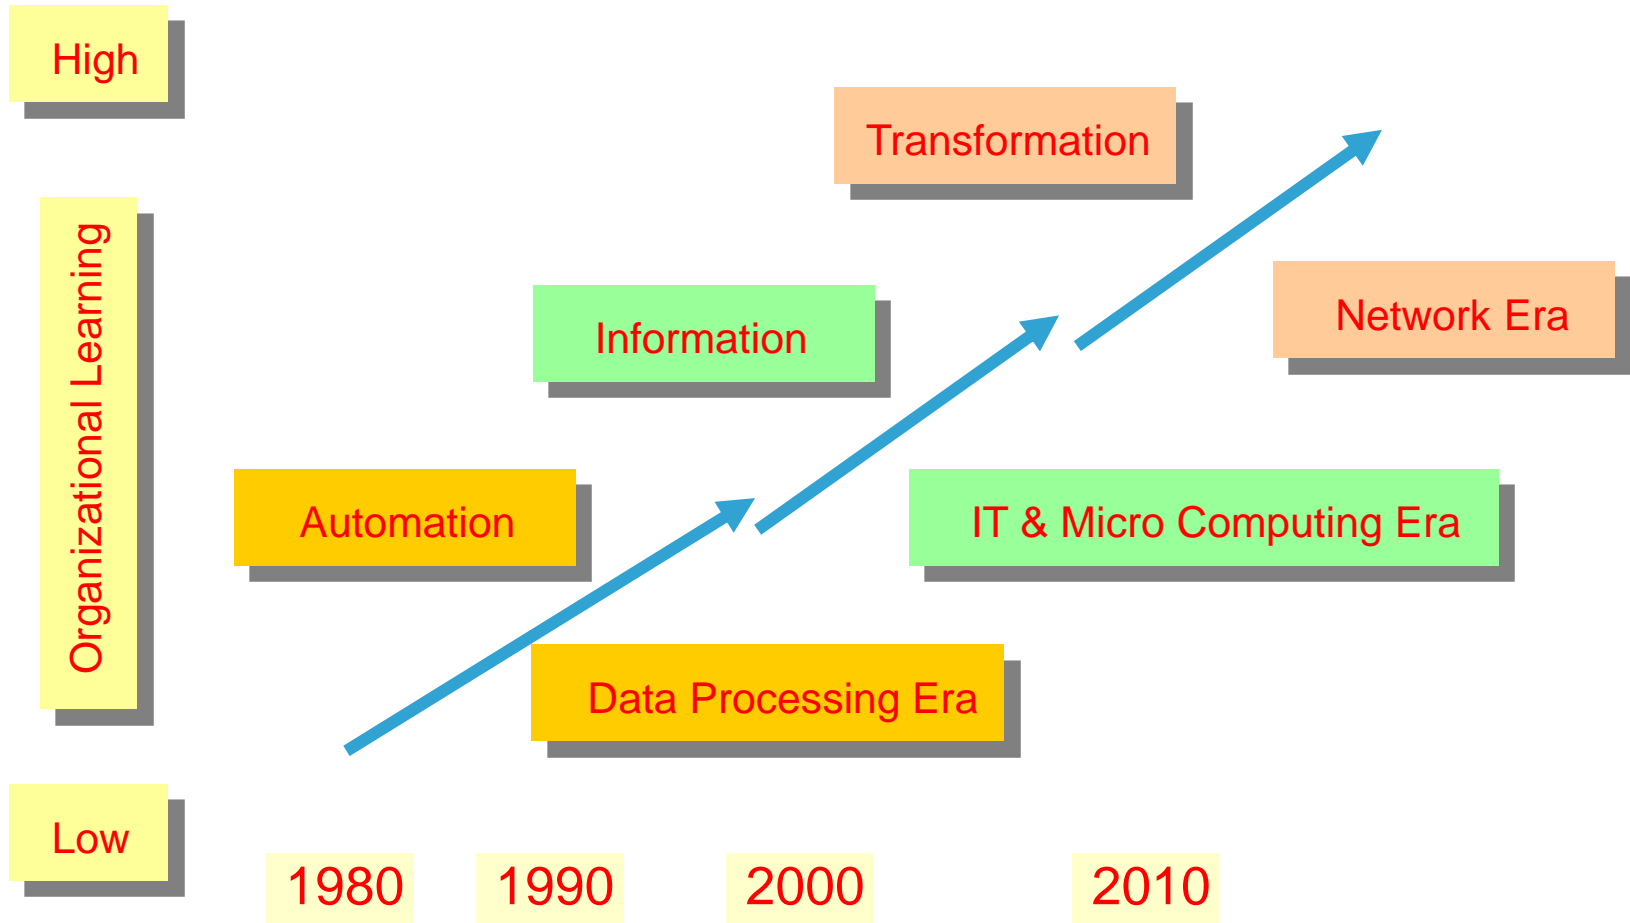 High
Transformation
Organizational Learning
Network Era
Information
Automation
IT & Micro Computing Era
Data Processing Era
Low
1980
1990
2000
2010